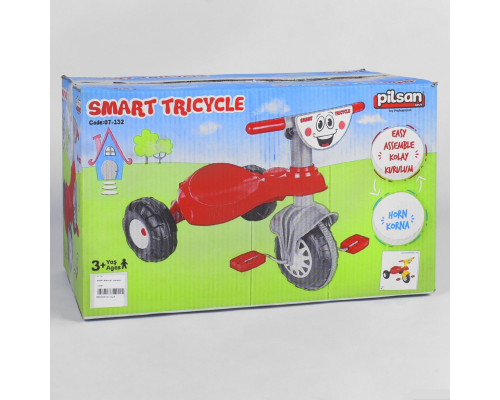 SMART TRICYCLE
Code:07-132
pilsan
SMART TRICYCLE
EASY
ASSEMBLE
KOLAY
KURULUM
HORN
KORNA
3+ Yaş
Ages